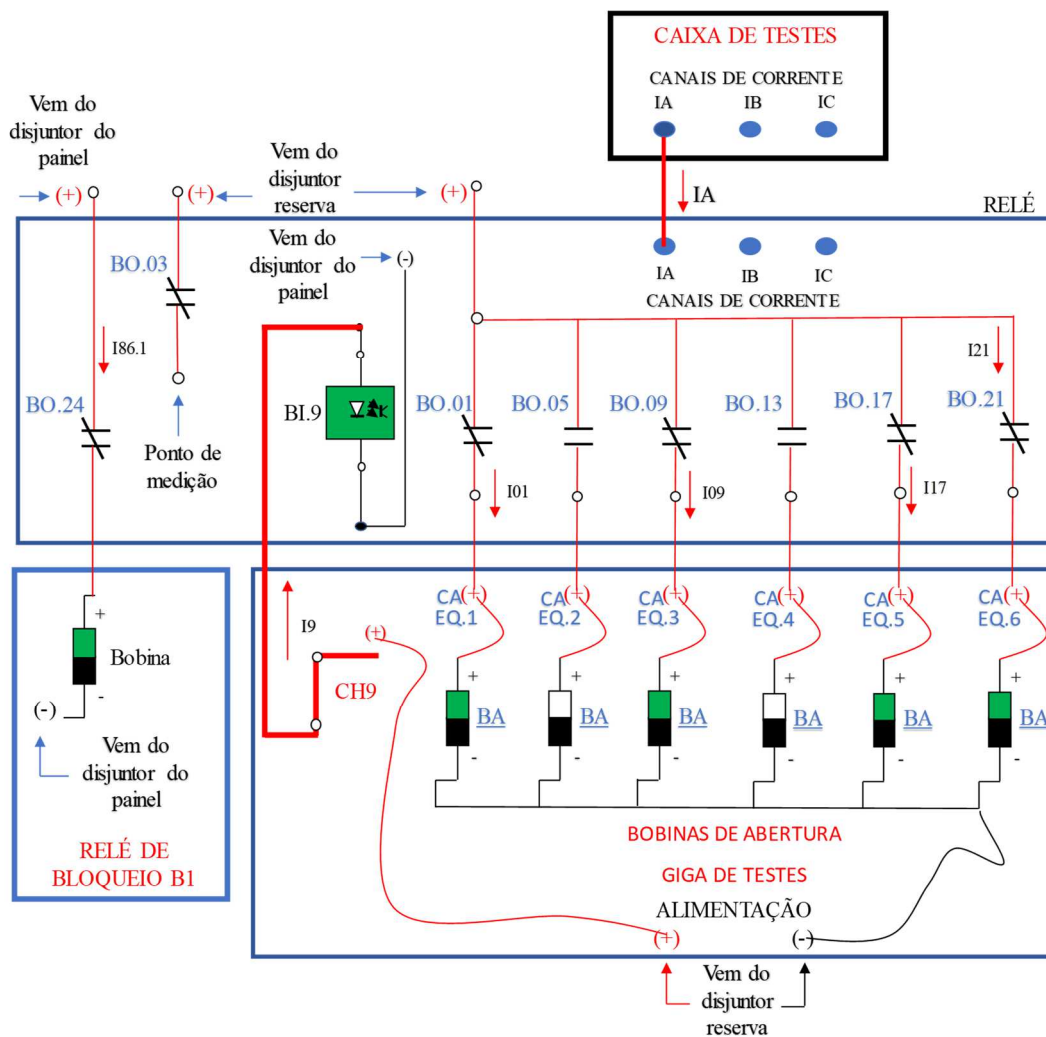 CAIXA DE TESTES
CANAIS DE CORRENTE
IA
IB
IC
Vem do
disjuntor do
painel
(+)
(+)
Vem do
disjuntor
reserva
(+)
IA
RELÉ
Vem do
disjuntor do
painel
(-)
IA
IB
IC
CANAIS DE CORRENTE
BO.03
I86.1
BO.24
Ponto de
medição
BI.9
BO.01
BO.05
BO.09
BO.13
BO.17
BO.21
I21
I01
I09
I17
CA(+)
EQ.1
CA(+)
EQ.2
CA(+)
EQ.3
CA(+)
EQ.4
CA(+)
EQ.5
CA(+)
EQ.6
+
Bobina
-
(-)
Vem do
disjuntor do
painel
RELÉ DE
BLOQUEIO B1
I9
(+)
CH9
+
BA
-
+
BA
-
+
BA
-
+
BA
-
+
BA
-
+
BA
-
BOBINAS DE ABERTURA
GIGA DE TESTES
ALIMENTAÇÃO
(+)
(-)
Vem do
disjuntor
reserva